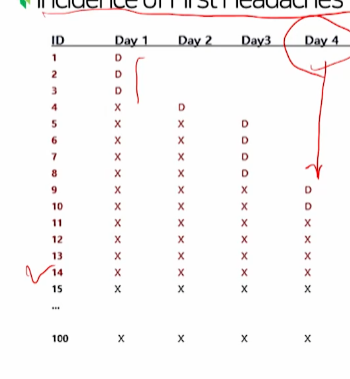 Incidence of First Headaches
ID Day 1 Day 2 Day3 Day 4
1 D
2 D
3 D
4 X D
5 X X D
6 X X D
7 X X D
8 X X D
9 X X X D
10 X X X D
11 X X X X
12 X X X X
13 X X X X
14 X X X X
15 X X X X
...
100 X X X X